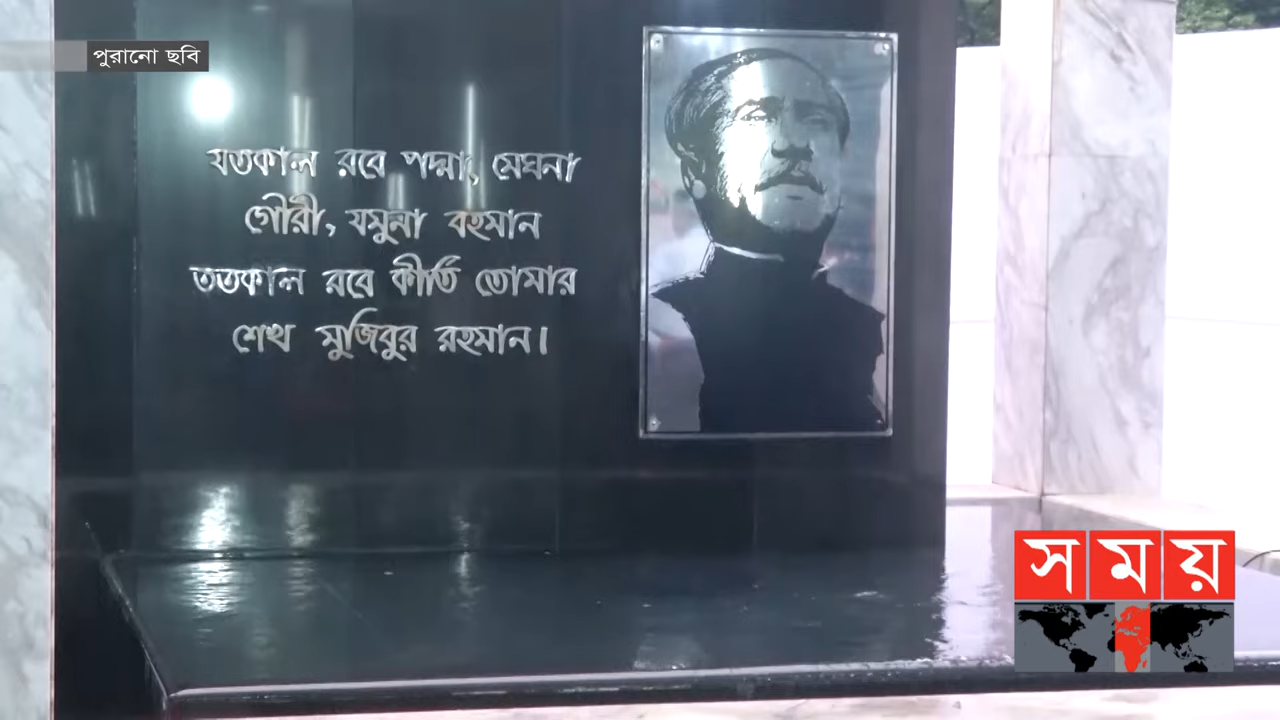 পুরানো ছবি
যতকাল রবে পদ্মা, মেঘনা
গৌরী, যমুনা বহমান
ততকাল রবে কীর্তি তোমার
শেখ মুজিবুর রহমান।
সময়